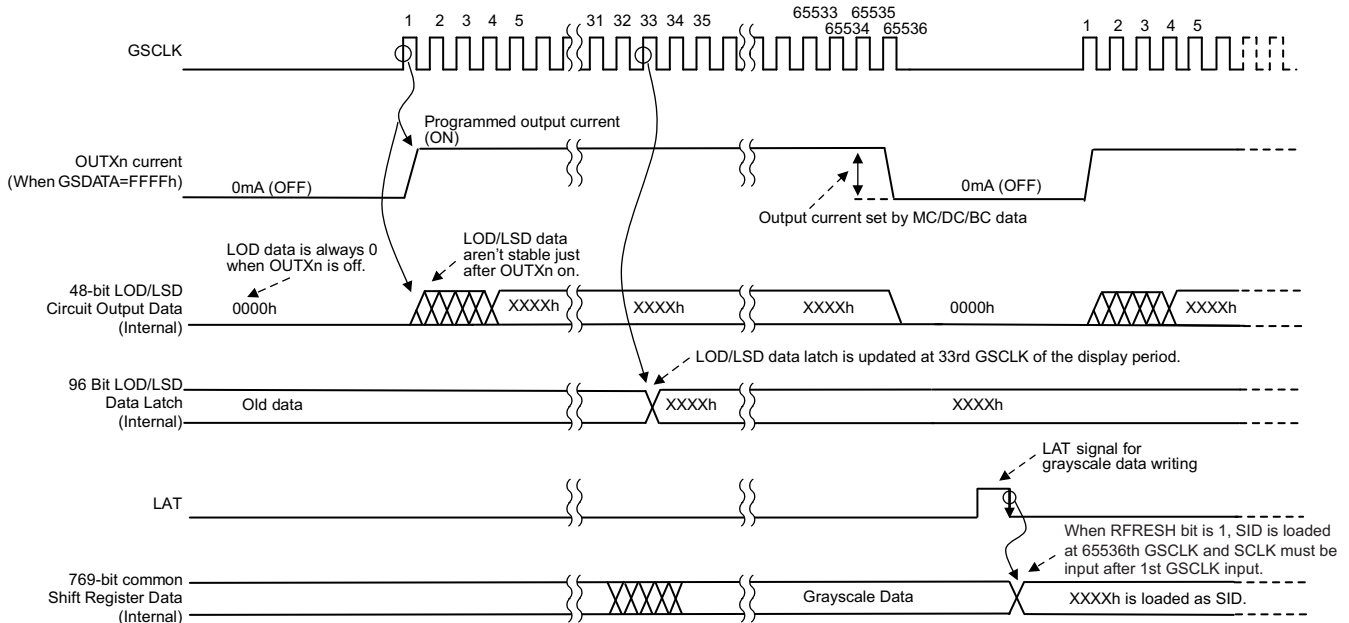 1 2 3 4 5 31 32 33 34 35 65533 65535 1 2 3 4 5
65534 65536
GSCLK
Programmed output current
(ON)
OUTXn current
(When GSDATA=FFFFh)
0mA (OFF)
0mA (OFF)
Output current set by MC/DC/BC data
LOD data is always 0
when OUTXn is off.
LOD/LSD data
aren't stable just
after OUTXn on.
48-bit LOD/LSD
Circuit Output Data
(Internal)
0000h XXXXh XXXXh XXXXh 0000h XXXXh
LOD/LSD data latch is updated at 33rd GSCLK of the display period.
96 Bit LOD/LSD
Data Latch
(Internal)
Old data XXXXh XXXXh
LAT signal for
grayscale data writing
LAT
When RFRESH bit is 1, SID is loaded
at 65536th GSCLK and SCLK must be
input after 1st GSCLK input.
769-bit common
Shift Register Data
(Internal)
Grayscale Data
XXXXh is loaded as SID.